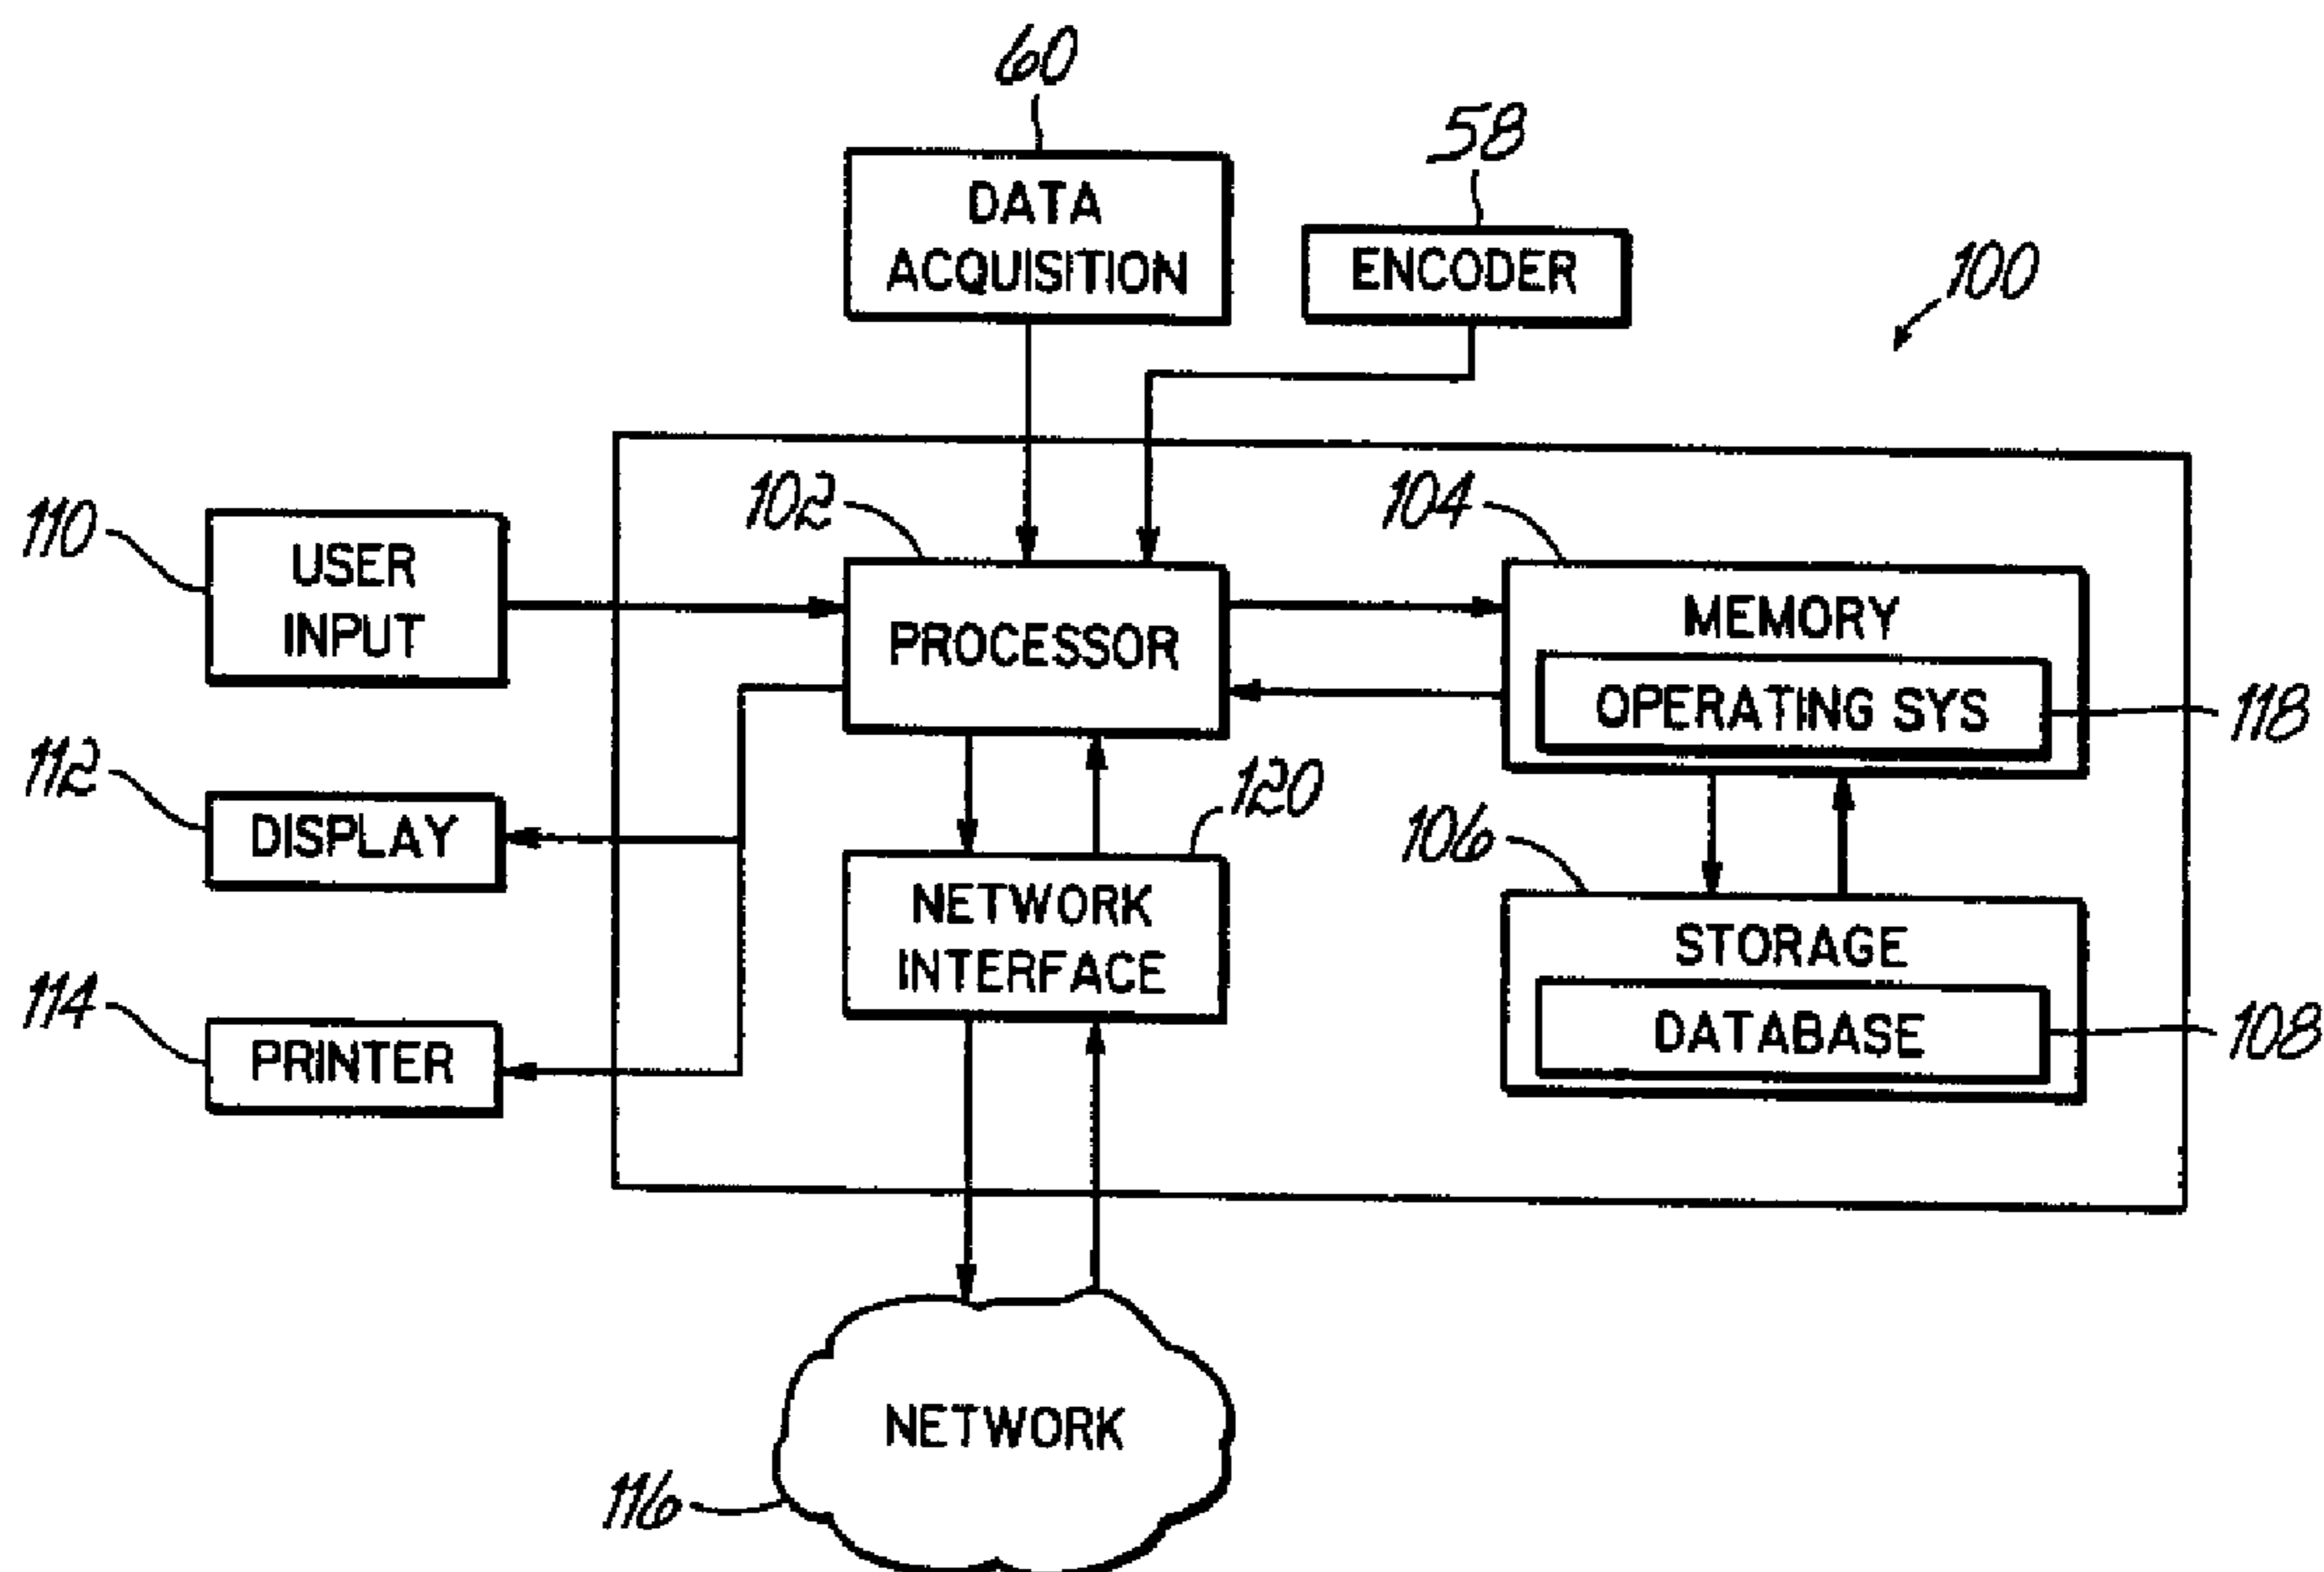 60
DATA
ACQUISITION
58
ENCODER
100
110
USER
INPUT
102
PROCESSOR
104
MEMORY
OPERATING SYS
118
112
DISPLAY
120
NETWORK
INTERFACE
106
STORAGE
DATABASE
108
114
PRINTER
NETWORK
116